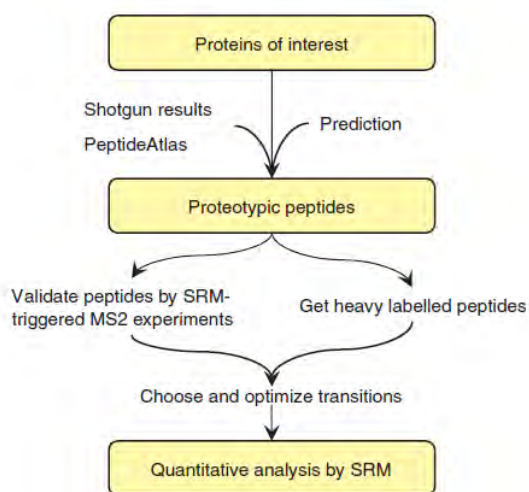 Proteins of interest
Shotgun results
PeptideAtlas
Prediction
Proteotypic peptides
Validate peptides by SRM-
triggered MS2 experiments
Get heavy labelled peptides
Choose and optimize transitions
Quantitative analysis by SRM